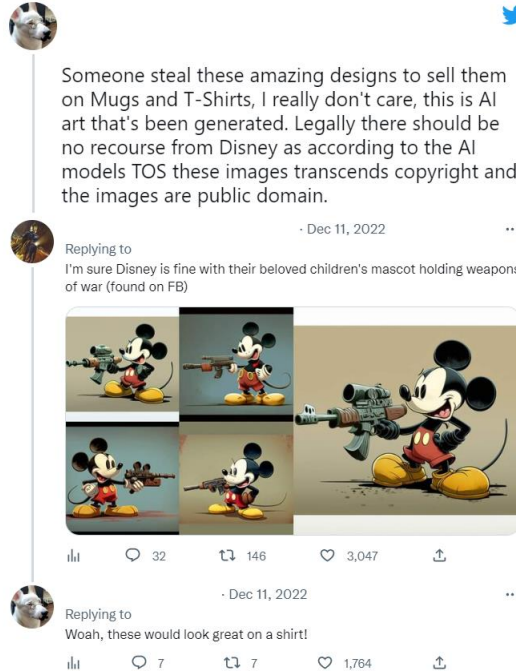 Someone steal these amazing designs to sell them
on Mugs and T-Shirts, I really don't care, this is AI
art that's been generated. Legally there should be
no recourse from Disney as according to the AI
models TOS these images transcends copyright and
the images are public domain.
· Dec 11, 2022
Replying to
I'm sure Disney is fine with their beloved children's mascot holding weapons
of war (found on FB)
32 146 3,047
· Dec 11, 2022
Replying to
Woah, these would look great on a shirt!
7 7 1,764